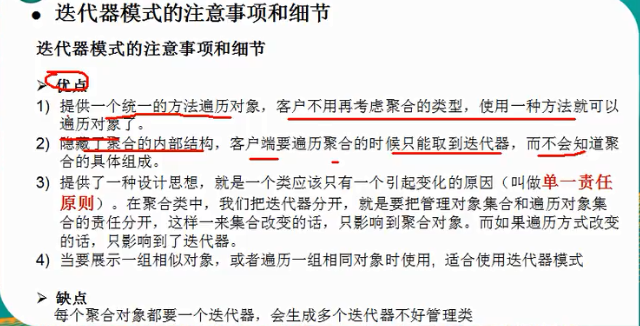 迭代器模式的注意事项和细节
迭代器模式的注意事项和细节
优点
1) 提供一个统一的方法遍历对象，客户不用再考虑聚合的类型，使用一种方法就可以
遍历对象了。
2) 隐藏了聚合的内部结构，客户端要遍历聚合的时候只能取到迭代器，而不会知道聚
合的具体组成。
3) 提供了一种设计思想，就是一个类应该只有一个引起变化的原因（叫做单一责任
原则）。在聚合类中，我们把迭代器分开，就是要把管理对象集合和遍历对象集
合的责任分开，这样一来集合改变的话，只影响到聚合对象。而如果遍历方式改变
的话，只影响到了迭代器。
4) 当要展示一组相似对象，或者遍历一组相同对象时使用, 适合使用迭代器模式
缺点
每个聚合对象都要一个迭代器，会生成多个迭代器不好管理类